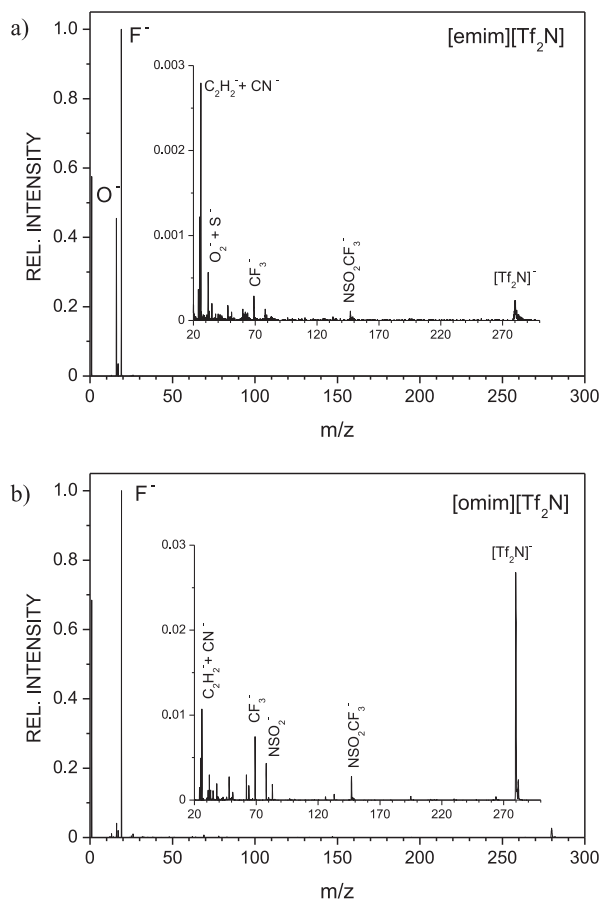 a)
[emim][Tf₂N]
F⁻
O⁻
REL. INTENSITY
1.0
0.8
0.6
0.4
0.2
0
0.003
0.002
0.001
0.000
C₂H₂⁻ + CN⁻
O₂⁻ + S⁻
CF₃⁻
NSO₂CF₃⁻
[Tf₂N]⁻
20 70 120 170 220 270
0 50 100 150 200 250 300
m/z
b)
[omim][Tf₂N]
F⁻
REL. INTENSITY
1.0
0.8
0.6
0.4
0.2
0
0.03
0.02
0.01
0
C₂H₂⁻ + CN⁻
CF₃⁻
NSO₂⁻
NSO₂CF₃⁻
[Tf₂N]⁻
20 70 120 170 220 270
0 50 100 150 200 250 300
m/z